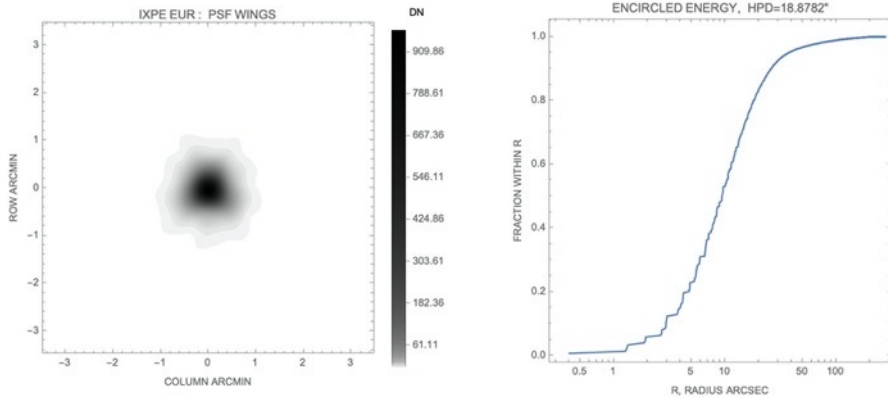 IXPE EUR : PSF WINGS
DN
3
2
1
0
−1
−2
−3
ROW ARCMIN
−3 −2 −1 0 1 2 3
COLUMN ARCMIN
909.86
788.61
667.36
546.11
424.86
303.61
182.36
61.11
ENCIRCLED ENERGY, HPD=18.8782"
1.0
0.8
0.6
0.4
0.2
0.0
FRACTION WITHIN R
0.5 1 5 10 50 100
R, RADIUS ARCSEC